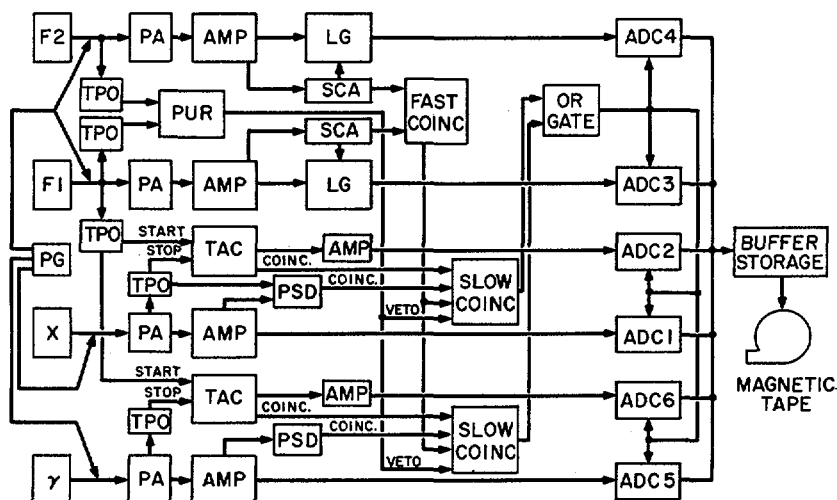 F2
PA
AMP
LG
ADC4
TPO
SCA
FAST
COINC
OR
GATE
PUR
TPO
SCA
F1
PA
AMP
LG
ADC3
TPO
START
STOP
TAC
COINC.
AMP
ADC2
BUFFER
STORAGE
PG
TPO
PSD
COINC.
SLOW
COINC
VETO
X
PA
AMP
ADC1
MAGNETIC
TAPE
START
STOP
TAC
COINC.
AMP
ADC6
TPO
PSD
COINC.
SLOW
COINC
VETO
γ
PA
AMP
ADC5